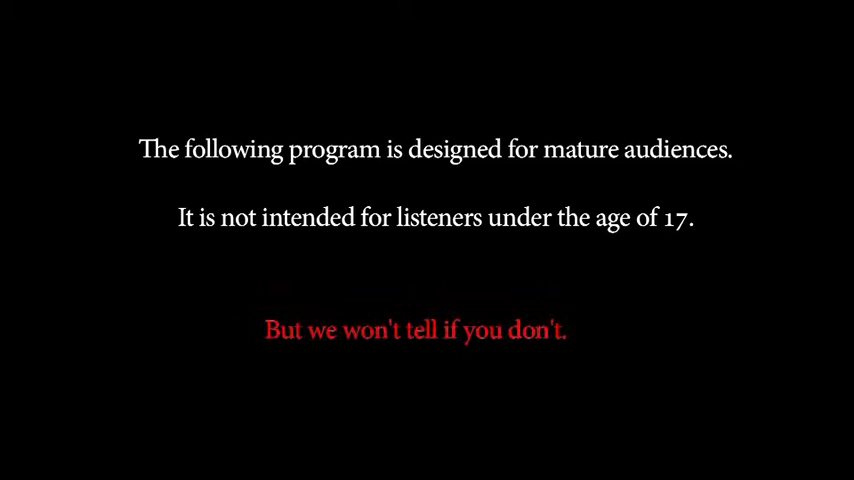 The following program is designed for mature audiences.
It is not intended for listeners under the age of 17.
But we won't tell if you don't.